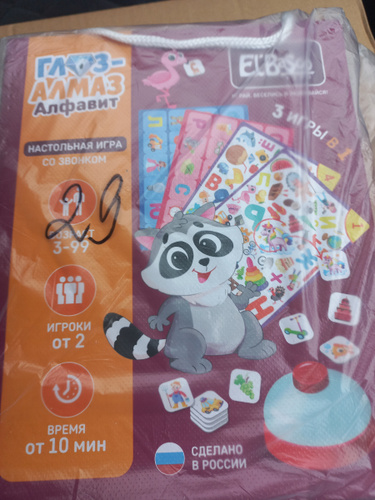 ГЛАЗ-
АЛМАЗ
Алфавит
НАСТОЛЬНАЯ ИГРА
СО ЗВОНКОМ
29
3-99
ИГРОКИ
от 2
ВРЕМЯ
от 10 мин
3 ИГРЫ в 1
СДЕЛАНО
В РОССИИ